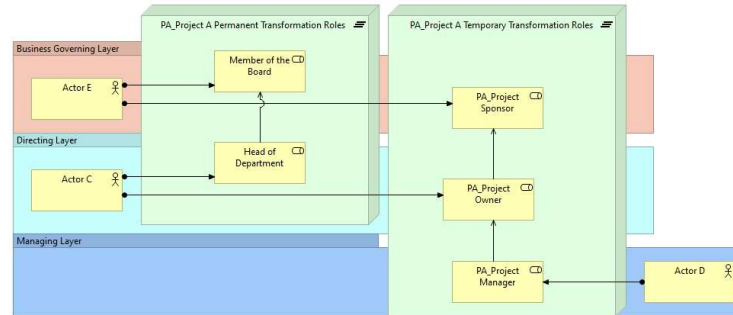 PA_Project A Permanent Transformation Roles
PA_Project A Temporary Transformation Roles
Business Governing Layer
Member of the
Board
Actor E
PA_Project
Sponsor
Directing Layer
Head of
Department
Actor C
PA_Project
Owner
Managing Layer
PA_Project
Manager
Actor D